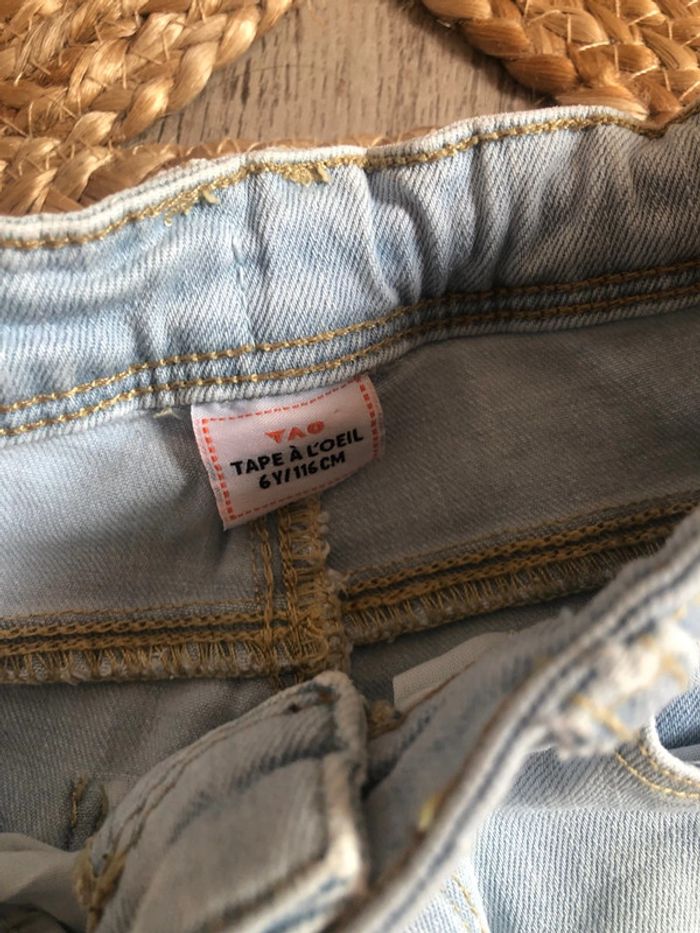 TAO
TAPE À L'OEIL
6Y/116CM